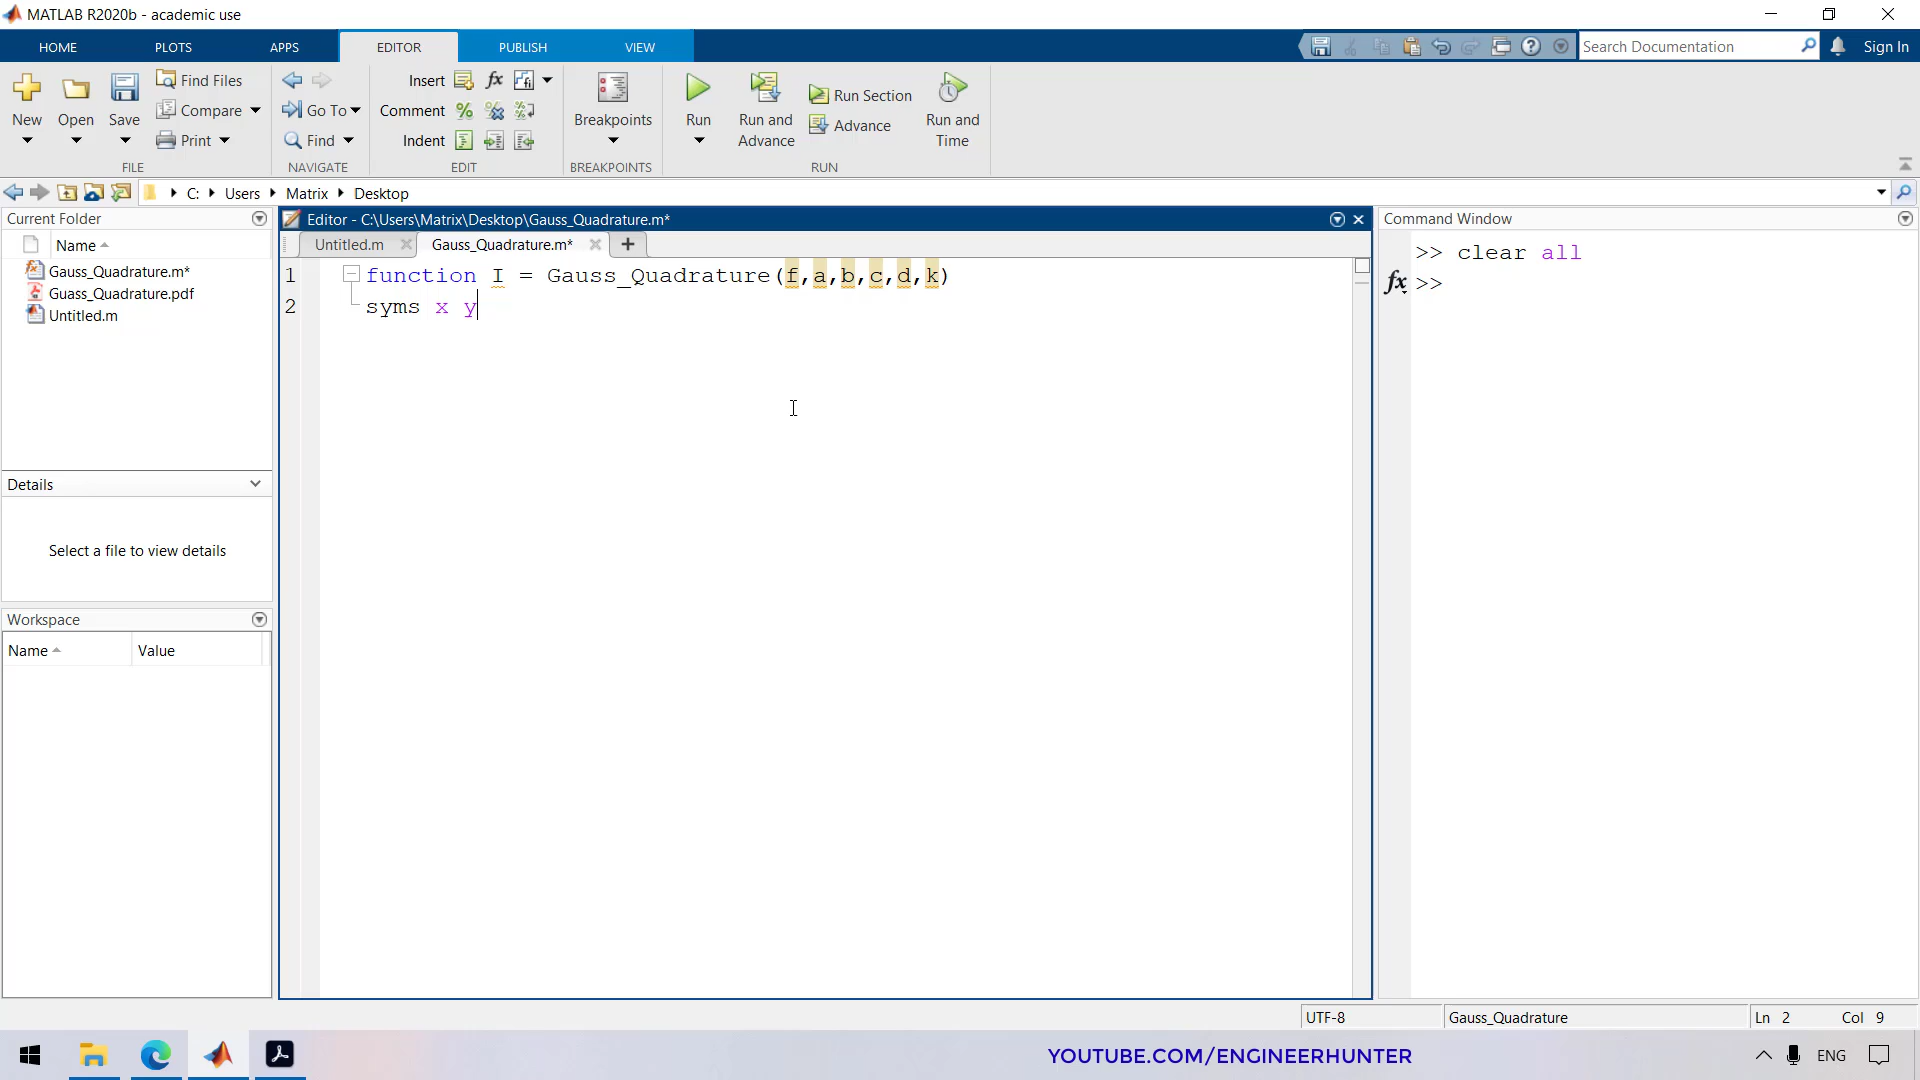 MATLAB R2020b - academic use
HOME PLOTS APPS EDITOR PUBLISH VIEW Search Documentation Sign In
New Open Save Find Files Compare Print
FILE
Go To Find
NAVIGATE
Insert fx
Comment
Indent
EDIT
Breakpoints
BREAKPOINTS
Run Run and Advance Run Section Advance Run and Time
RUN
C: Users Matrix Desktop
Current Folder
Name
Gauss_Quadrature.m*
Guass_Quadrature.pdf
Untitled.m
Details
Select a file to view details
Workspace
Name Value
Editor - C:\Users\Matrix\Desktop\Gauss_Quadrature.m*
Untitled.m Gauss_Quadrature.m* +
1 function I = Gauss_Quadrature(f,a,b,c,d,k)
2 syms x y
Command Window
>> clear all
fx >>
UTF-8 Gauss_Quadrature Ln 2 Col 9
YOUTUBE.COM/ENGINEERHUNTER ENG